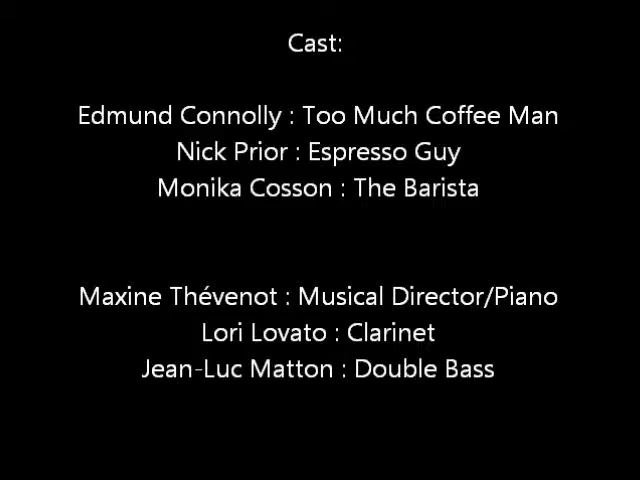 Cast:
Edmund Connolly : Too Much Coffee Man
Nick Prior : Espresso Guy
Monika Cosson : The Barista
Maxine Thévenot : Musical Director/Piano
Lori Lovato : Clarinet
Jean-Luc Matton : Double Bass